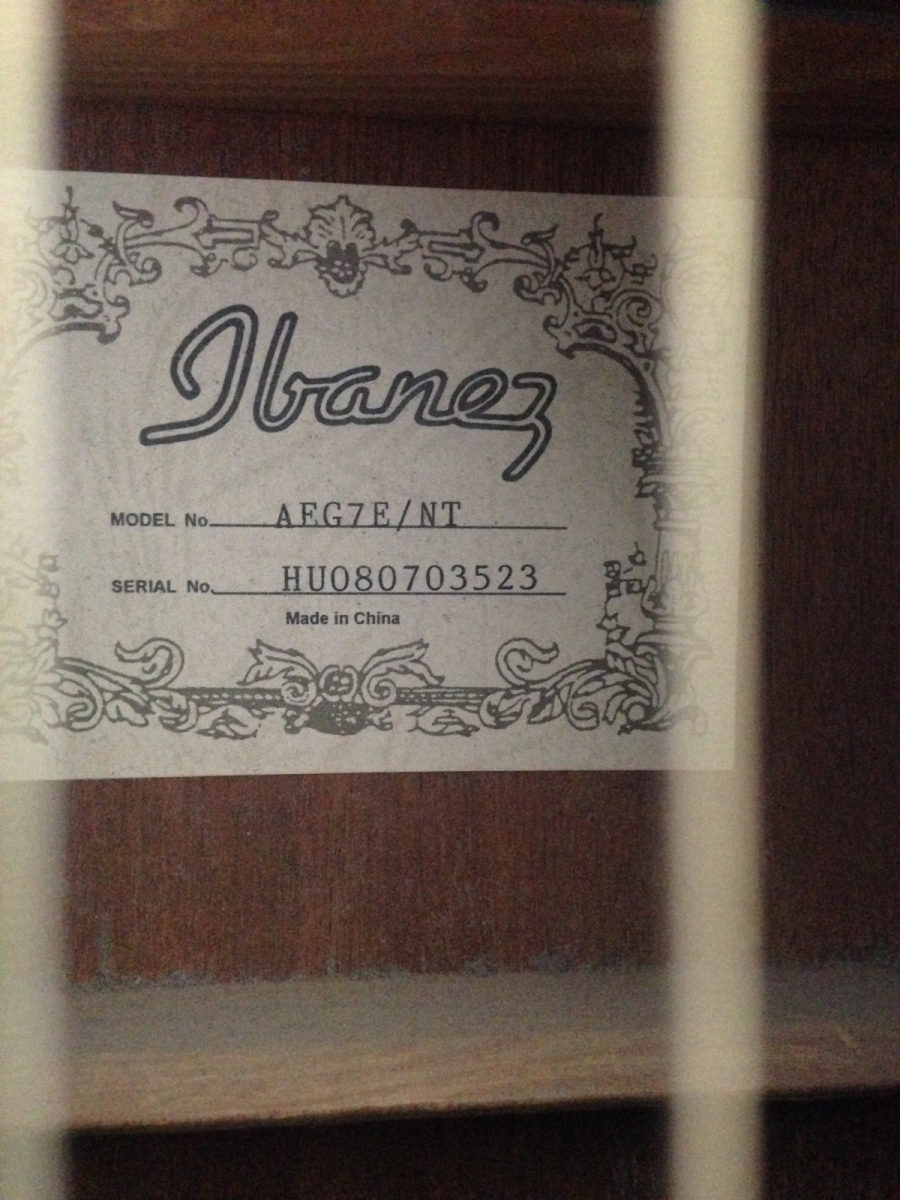 Ibanez
MODEL No. AEG7E/NT
SERIAL No. HU080703523
Made in China